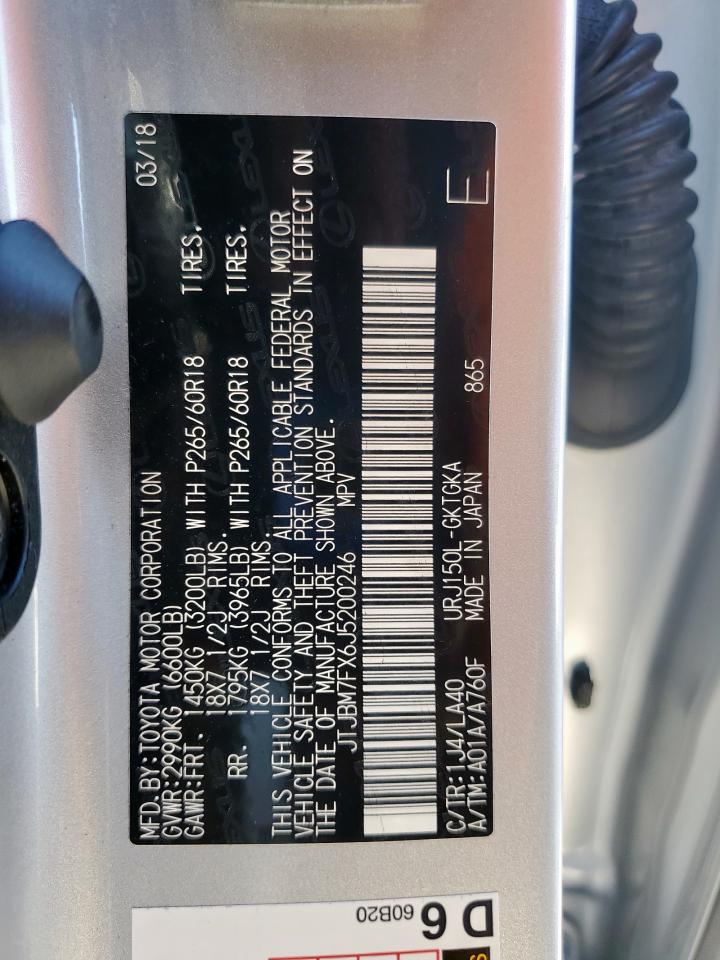 MFD. BY:TOYOTA MOTOR CORPORATION 03/18
GVWR:2990KG (6600LB)
GAWR:FRT. 1450KG (3200LB) WITH P265/60R18 TIRES,
18X7 1/2J RIMS.
RR. 1795KG (3965LB) WITH P265/60R18 TIRES,
18X7 1/2J RIMS.
THIS VEHICLE CONFORMS TO ALL APPLICABLE FEDERAL MOTOR
VEHICLE SAFETY AND THEFT PREVENTION STANDARDS IN EFFECT ON
THE DATE OF MANUFACTURE SHOWN ABOVE.
JTJBM7FX6J5200246 MPV
C/TR:1J4/LA40 URJ150L-GKTGKA E
A/TM:A01A/A760F MADE IN JAPAN 865
D 6
60B20